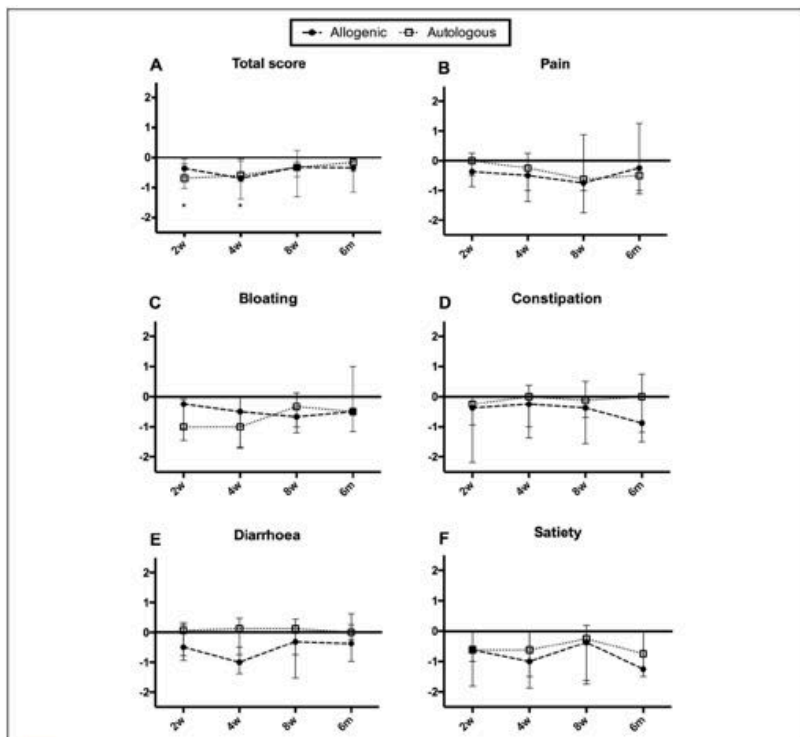 Allogenic Autologous
A Total score
2
1
0
-1
-2
* *
2w 4w 8w 6m
B Pain
2
1
0
-1
-2
2w 4w 8w 6m
C Bloating
2
1
0
-1
-2
2w 4w 8w 6m
D Constipation
2
1
0
-1
-2
2w 4w 8w 6m
E Diarrhoea
2
1
0
-1
-2
2w 4w 8w 6m
F Satiety
2
1
0
-1
-2
2w 4w 8w 6m